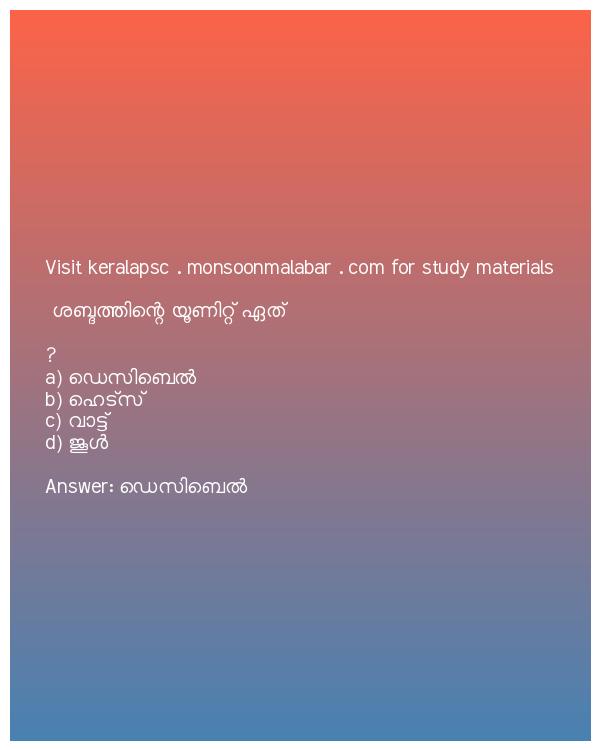 Visit keralapsc . monsoonmalabar . com for study materials
ശബ്ദത്തിന്റെ യൂണിറ്റ് ഏത്
?
a) ഡെസിബെൽ
b) ഹെട്സ്
c) വാട്ട്
d) ജൂൾ
Answer: ഡെസിബെൽ